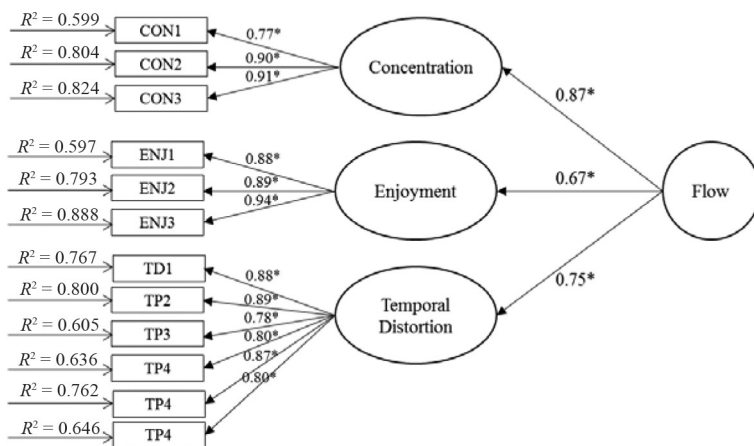 R² = 0.599
CON1
0.77*
R² = 0.804
CON2
0.90*
R² = 0.824
CON3
0.91*
Concentration
0.87*
R² = 0.597
ENJ1
0.88*
R² = 0.793
ENJ2
0.89*
R² = 0.888
ENJ3
0.94*
Enjoyment
0.67*
Flow
R² = 0.767
TD1
0.88*
R² = 0.800
TP2
0.89*
R² = 0.605
TP3
0.78*
R² = 0.636
TP4
0.80*
R² = 0.762
TP4
0.87*
R² = 0.646
TP4
0.80*
Temporal
Distortion
0.75*